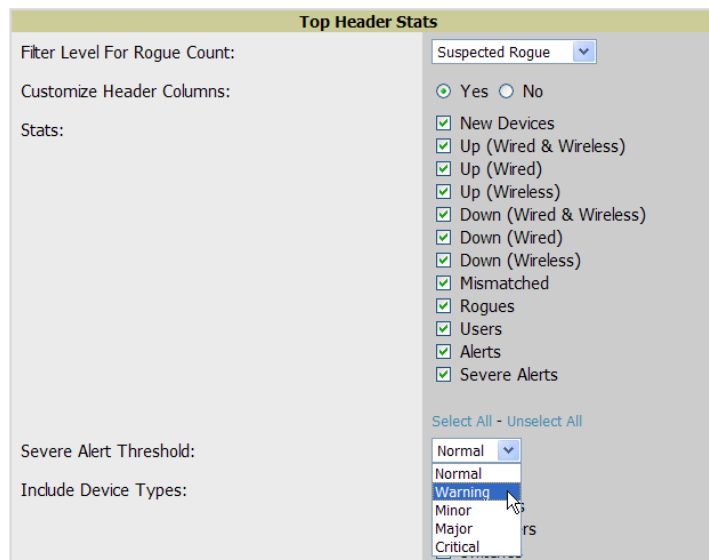 Top Header Stats
Filter Level For Rogue Count:
Suspected Rogue
Customize Header Columns:
Yes
No
Stats:
New Devices
Up (Wired & Wireless)
Up (Wired)
Up (Wireless)
Down (Wired & Wireless)
Down (Wired)
Down (Wireless)
Mismatched
Rogues
Users
Alerts
Severe Alerts
Select All - Unselect All
Severe Alert Threshold:
Normal
Normal
Include Device Types:
Warning
Minor
Major
Critical